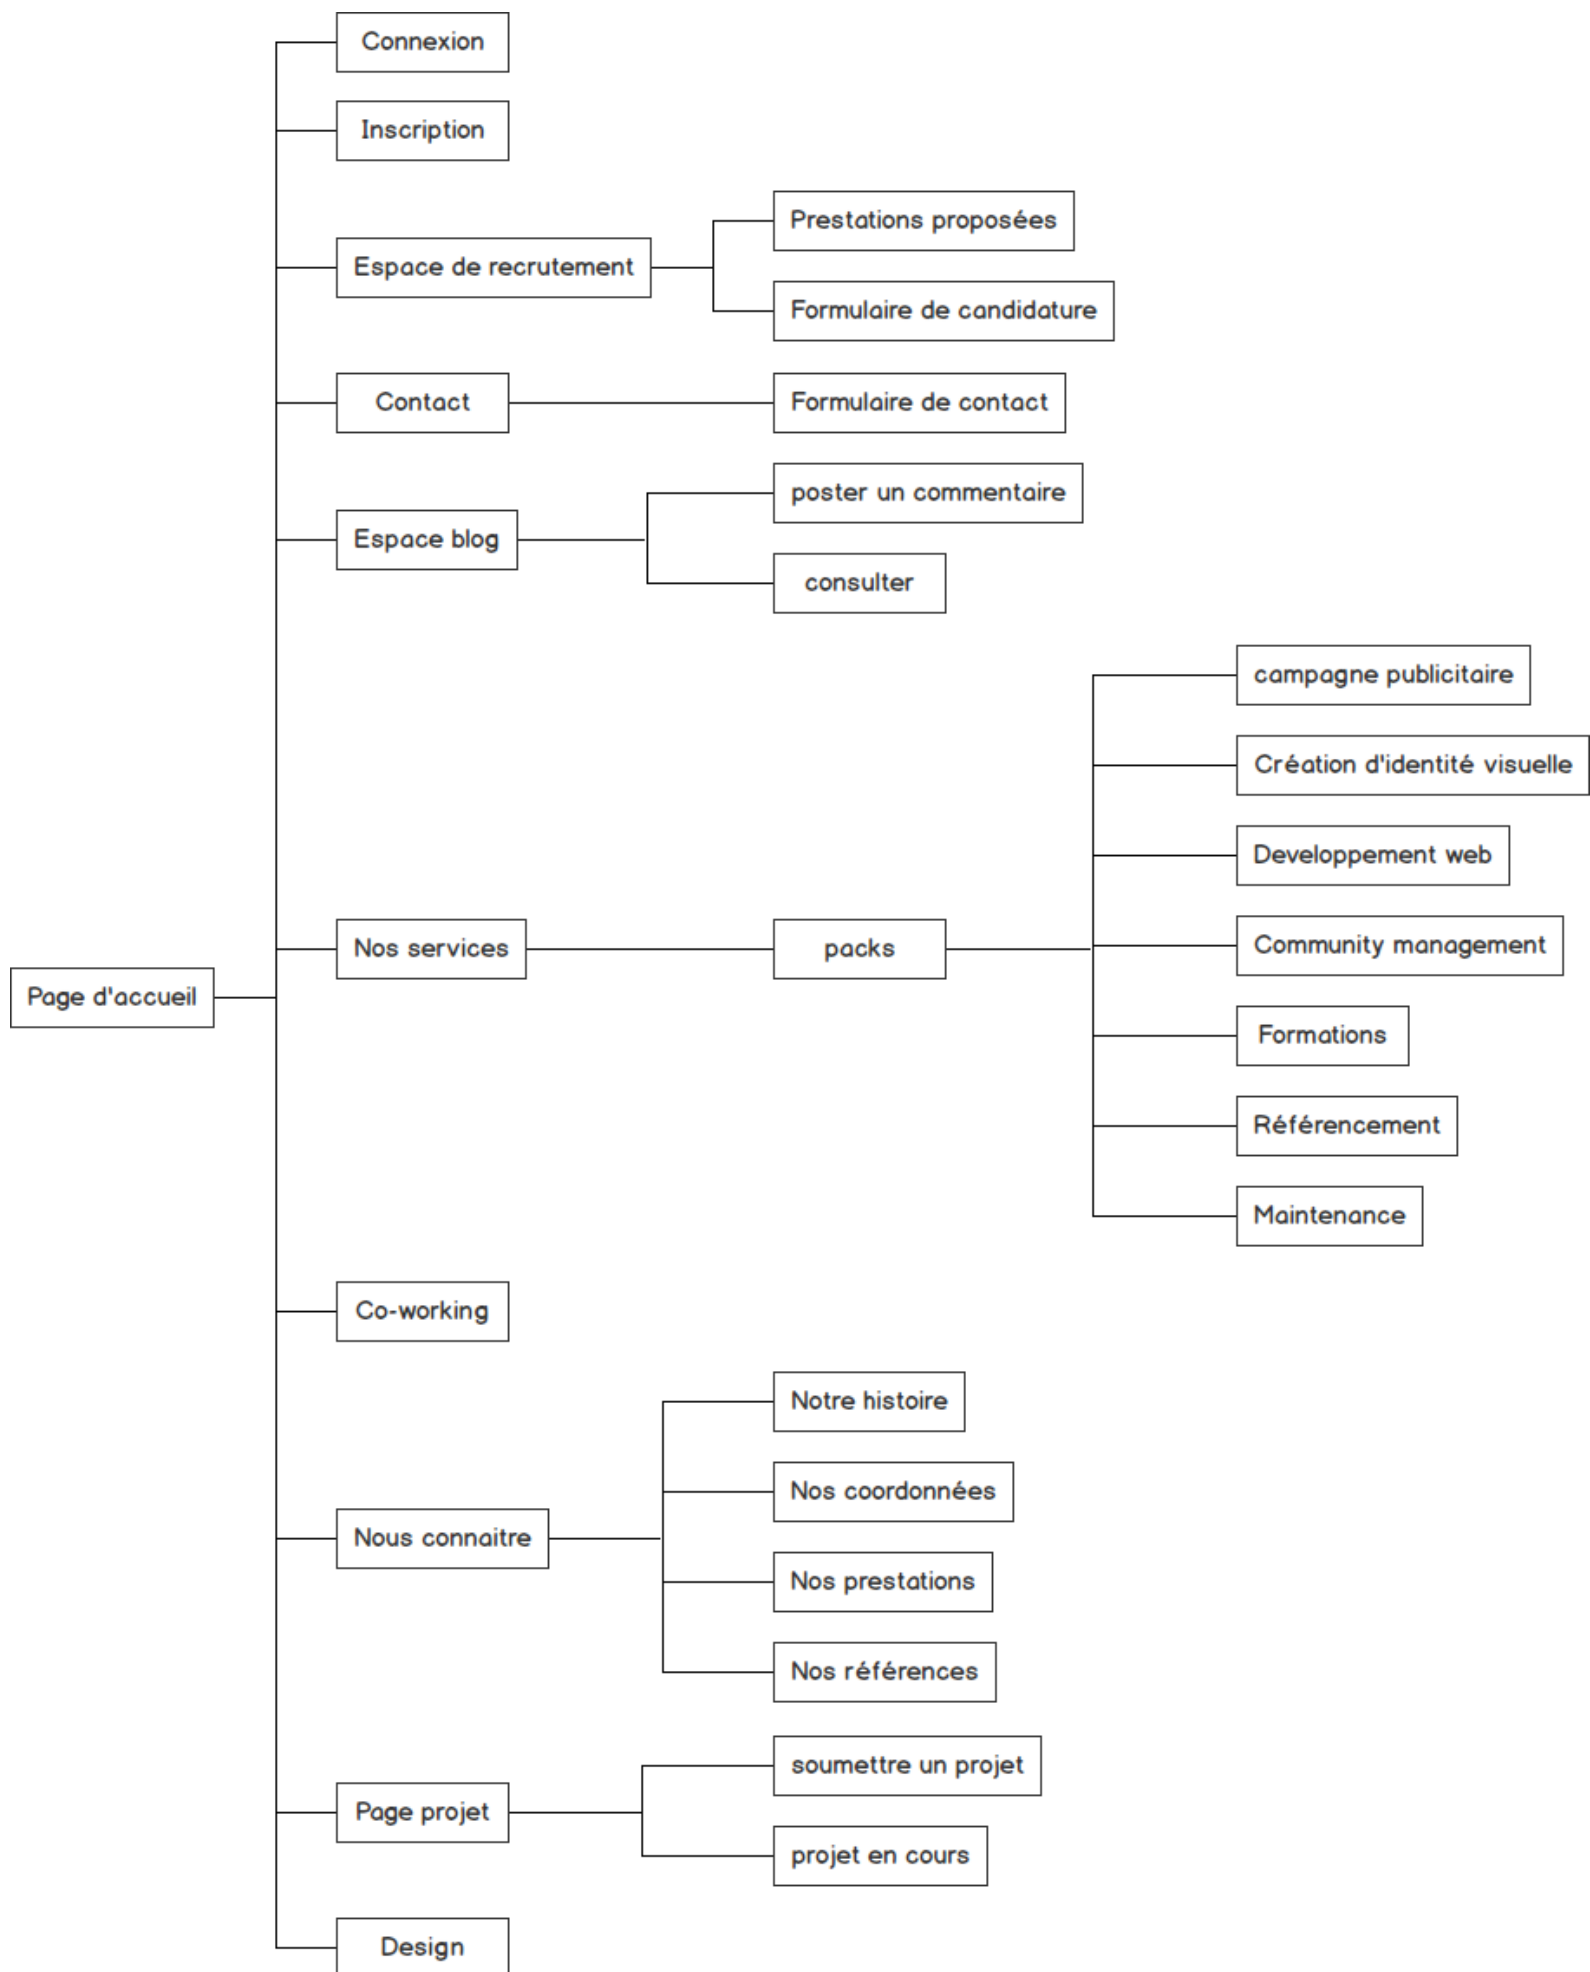 Connexion
Inscription
Prestations proposées
Espace de recrutement
Formulaire de candidature
Contact
Formulaire de contact
poster un commentaire
Espace blog
consulter
campagne publicitaire
Création d'identité visuelle
Developpement web
Community management
Nos services
packs
Page d'accueil
Formations
Référencement
Maintenance
Co-working
Notre histoire
Nos coordonnées
Nous connaitre
Nos prestations
Nos références
soumettre un projet
Page projet
projet en cours
Design